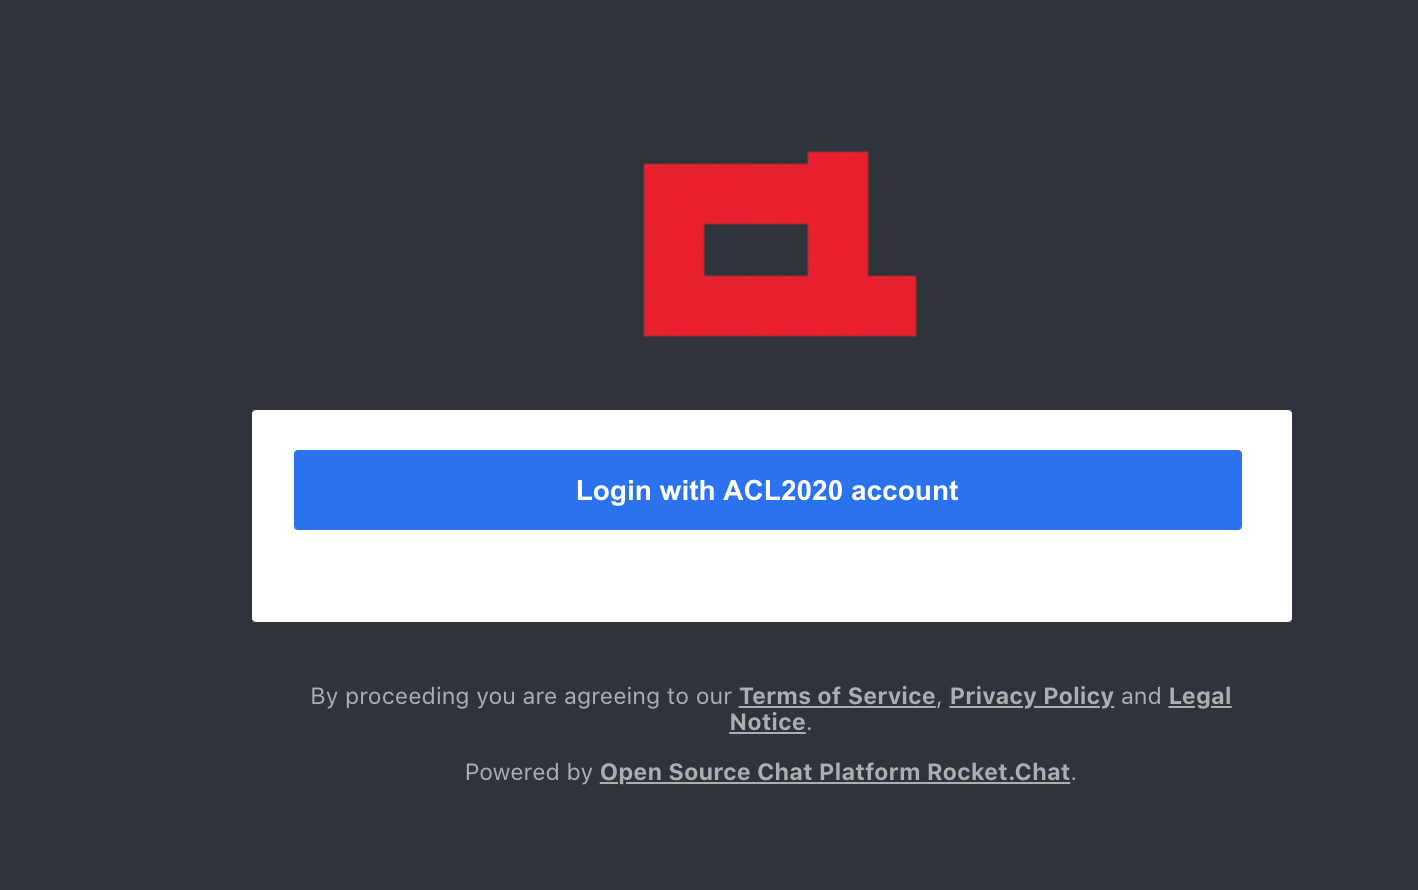 Login with ACL2020 account
By proceeding you are agreeing to our Terms of Service, Privacy Policy and Legal
Notice.
Powered by Open Source Chat Platform Rocket.Chat.